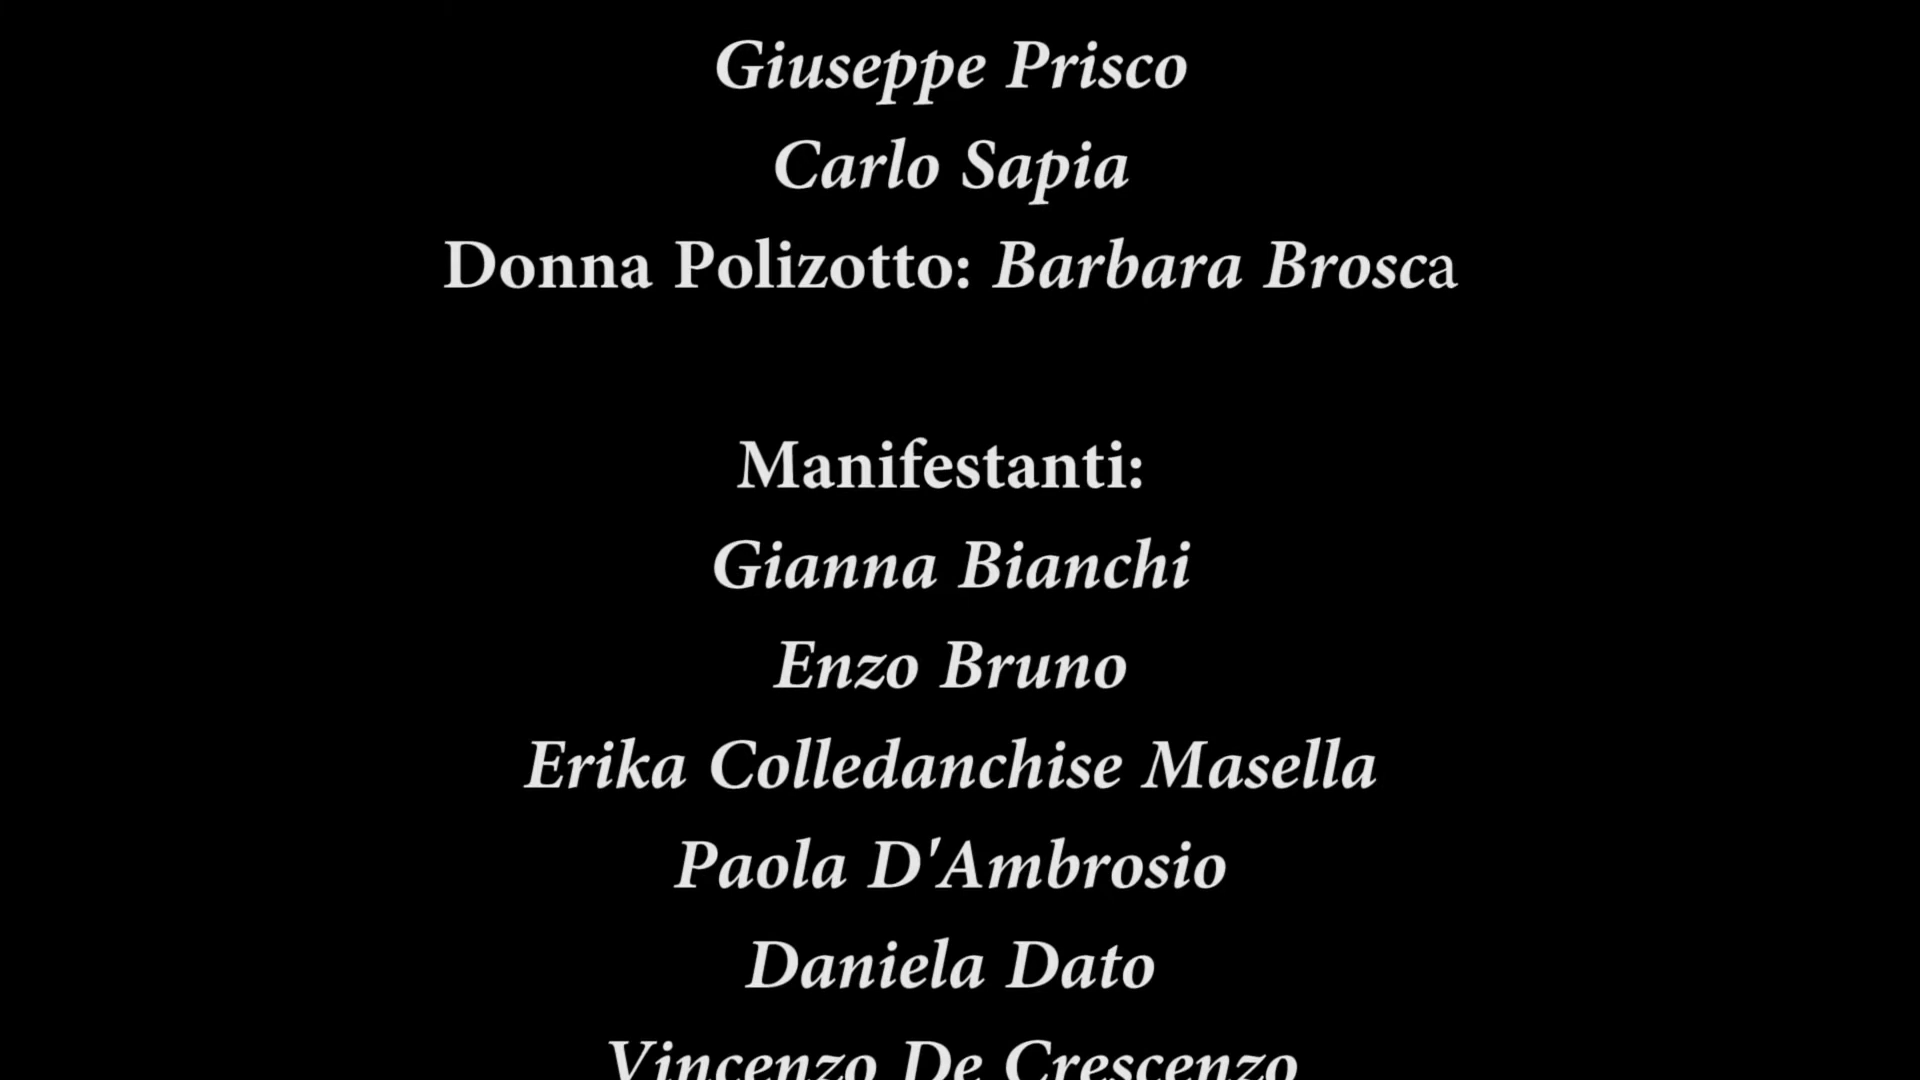 Giuseppe Prisco
Carlo Sapia
Donna Polizotto: Barbara Brosca
Manifestanti:
Gianna Bianchi
Enzo Bruno
Erika Colledanchise Masella
Paola D'Ambrosio
Daniela Dato
Vincenzo De Crescenzo